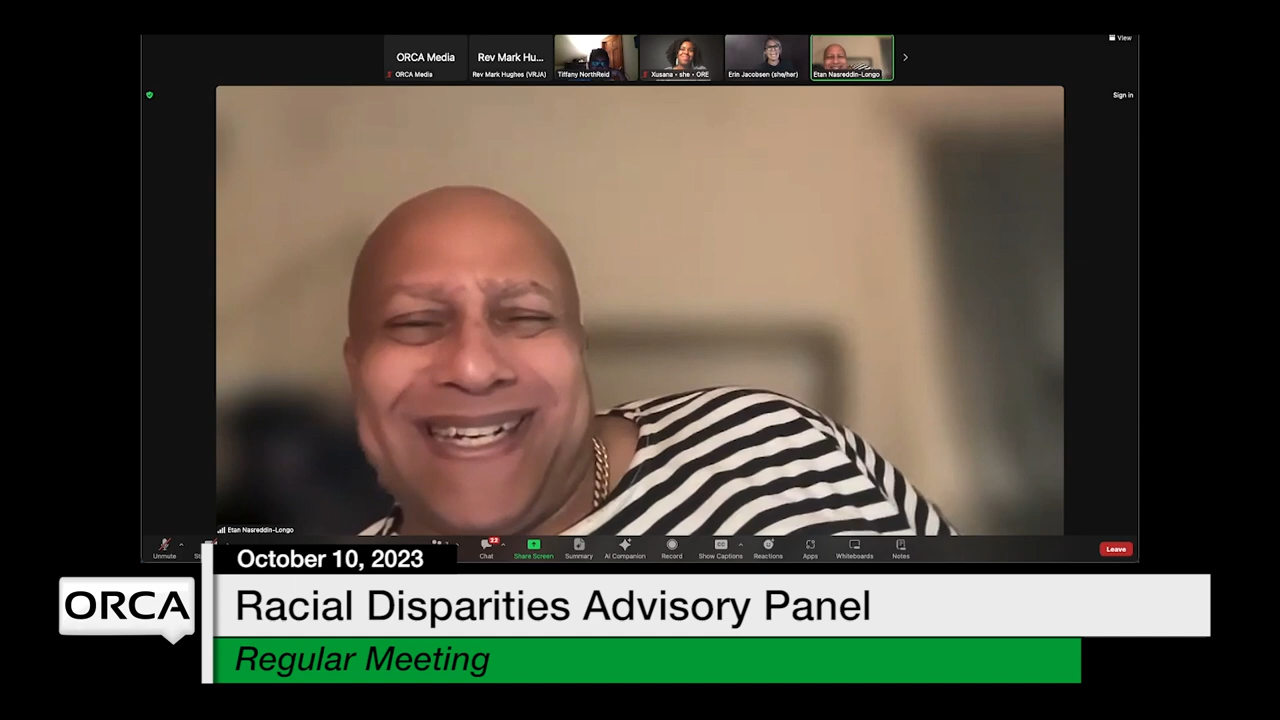 View
ORCA Media
Rev Mark Hu...
ORCA Media
Rev Mark Hughes (VRJA)
Tiffany NorthReid
Xusana • she • ORE
Erin Jacobsen (she/her)
Etan Nasreddin-Longo
Sign in
Etan Nasreddin-Longo
Unmute
22
Chat
Share Screen
Summary
AI Companion
Record
CC
Show Captions
Reactions
Apps
Whiteboards
Notes
Leave
October 10, 2023
ORCA
Racial Disparities Advisory Panel
Regular Meeting